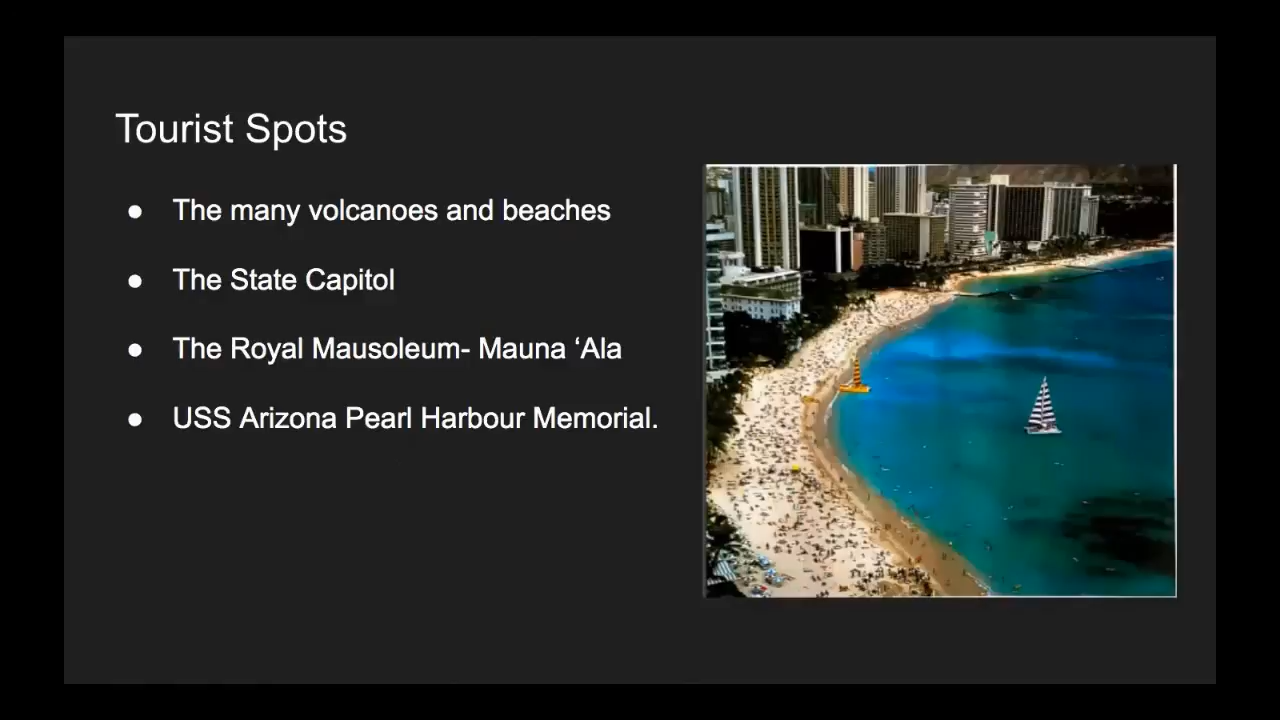 Tourist Spots
● The many volcanoes and beaches
● The State Capitol
● The Royal Mausoleum- Mauna ‘Ala
● USS Arizona Pearl Harbour Memorial.